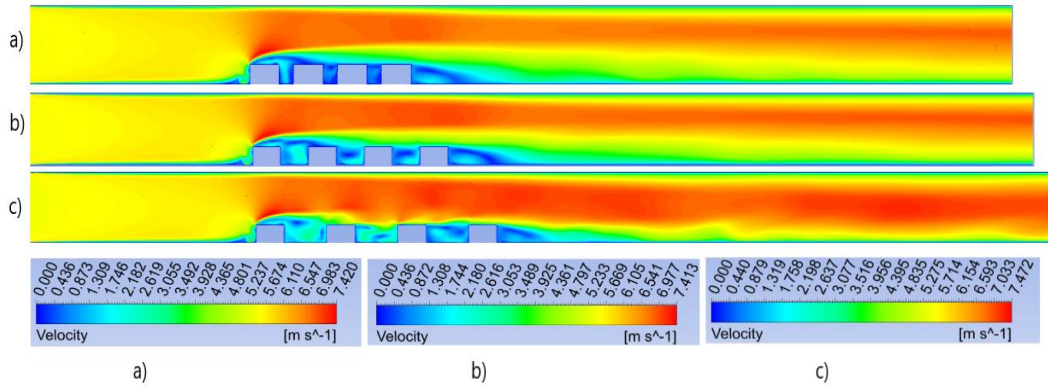 a)
b)
c)
0.000 0.436 0.873 1.309 1.746 2.182 2.619 3.055 3.492 3.928 4.365 4.801 5.237 5.674 6.110 6.547 6.983 7.420
Velocity [m s^-1]
0.000 0.436 0.872 1.308 1.744 2.180 2.616 3.053 3.489 3.925 4.361 4.797 5.233 5.669 6.105 6.541 6.977 7.413
Velocity [m s^-1]
0.000 0.440 0.879 1.319 1.758 2.198 2.637 3.077 3.516 3.956 4.395 4.835 5.275 5.714 6.154 6.593 7.033 7.472
Velocity [m s^-1]
a)
b)
c)